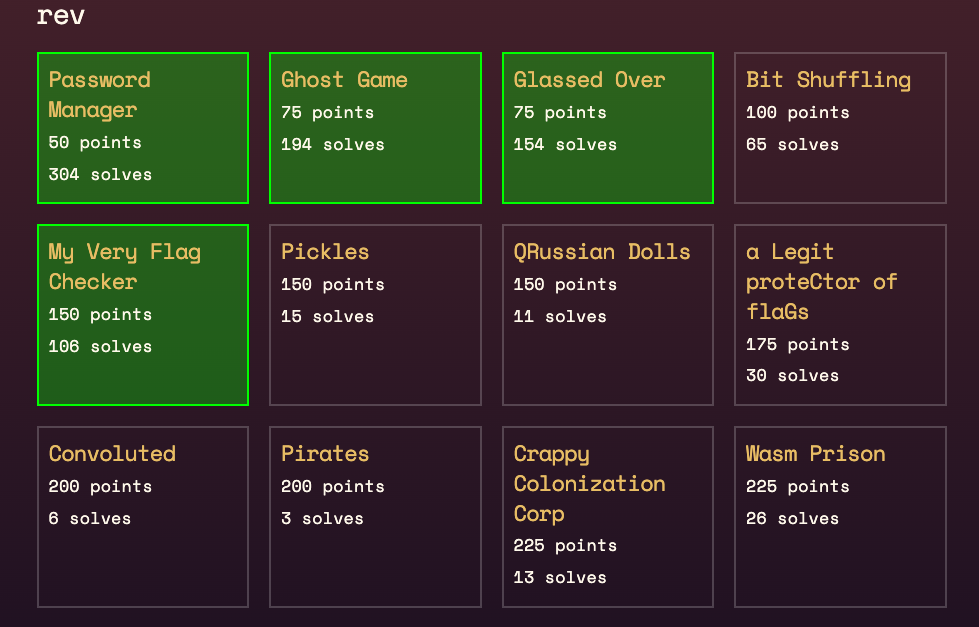 rev
Password
Manager
50 points
304 solves
Ghost Game
75 points
194 solves
Glassed Over
75 points
154 solves
Bit Shuffling
100 points
65 solves
My Very Flag
Checker
150 points
106 solves
Pickles
150 points
15 solves
QRussian Dolls
150 points
11 solves
a Legit
proteCtor of
flaGs
175 points
30 solves
Convoluted
200 points
6 solves
Pirates
200 points
3 solves
Crappy
Colonization
Corp
225 points
13 solves
Wasm Prison
225 points
26 solves